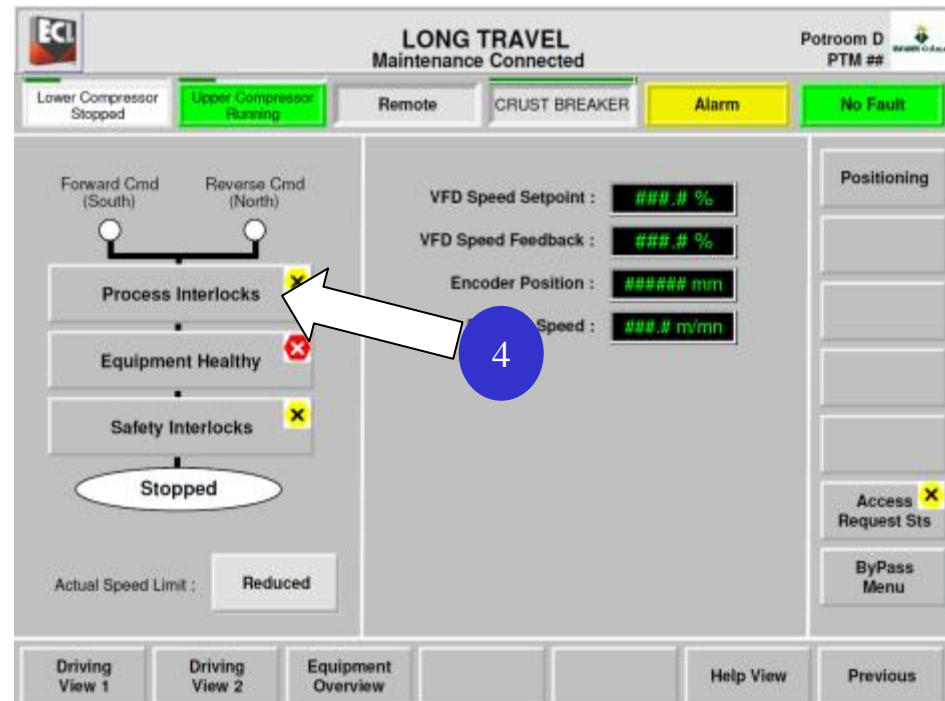 ECL
LONG TRAVEL
Maintenance Connected
Potroom D
PTM ##
Lower Compressor
Stopped
Upper Compressor
Running
Remote
CRUST BREAKER
Alarm
No Fault
Forward Cmd
(South)
Reverse Cmd
(North)
Process Interlocks
Equipment Healthy
Safety Interlocks
Stopped
Actual Speed Limit :
Reduced
VFD Speed Setpoint :
###.# %
VFD Speed Feedback :
###.# %
Encoder Position :
###### mm
Speed :
###.# m/mn
4
Positioning
Access
Request Sts
ByPass
Menu
Driving
View 1
Driving
View 2
Equipment
Overview
Help View
Previous